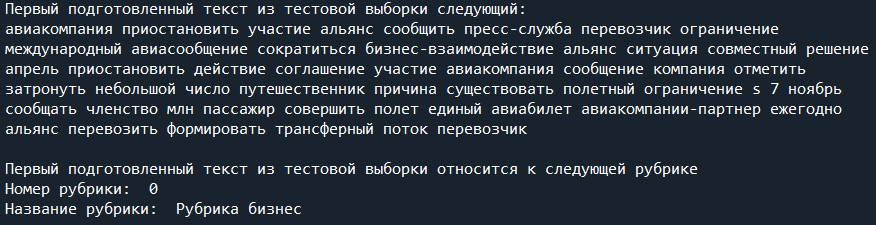 Первый подготовленный текст из тестовой выборки следующий:
авиакомпания приостановить участие альянс сообщить пресс-служба перевозчик ограничение
международный авиасообщение сократиться бизнес-взаимодействие альянс ситуация совместный решение
апрель приостановить действие соглашение участие авиакомпания сообщение компания отметить
затронуть небольшой число путешественник причина существовать полетный ограничение s 7 ноябрь
сообщать членство млн пассажир совершить полет единый авиабилет авиакомпании-партнер ежегодно
альянс перевозить формировать трансферный поток перевозчик
Первый подготовленный текст из тестовой выборки относится к следующей рубрике
Номер рубрики:  0
Название рубрики:  Рубрика бизнес